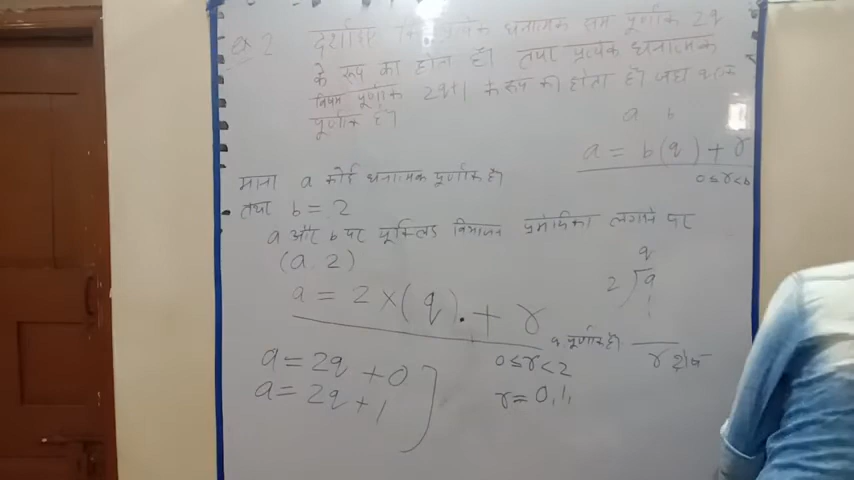 ex 2 दर्शाइए कि प्रत्येक धनात्मक सम पूर्णांक 2q
के रूप का होता है। तथा प्रत्येक धनात्मक
विषम पूर्णांक 2q+1 के रूप का होता है। जहाँ q एक
पूर्णांक है।
a b
a = b(q) + r
0≤r<b
माना a कोई धनात्मक पूर्णांक है।
तथा b = 2
a और b पर यूक्लिड विभाजन प्रमेयिका लगाने पर
(a, 2)
q
2 a
a = 2×(q) + r
q पूर्णांक है।
r शेष
a = 2q + 0
0≤r<2
a = 2q + 1
r = 0, 1,